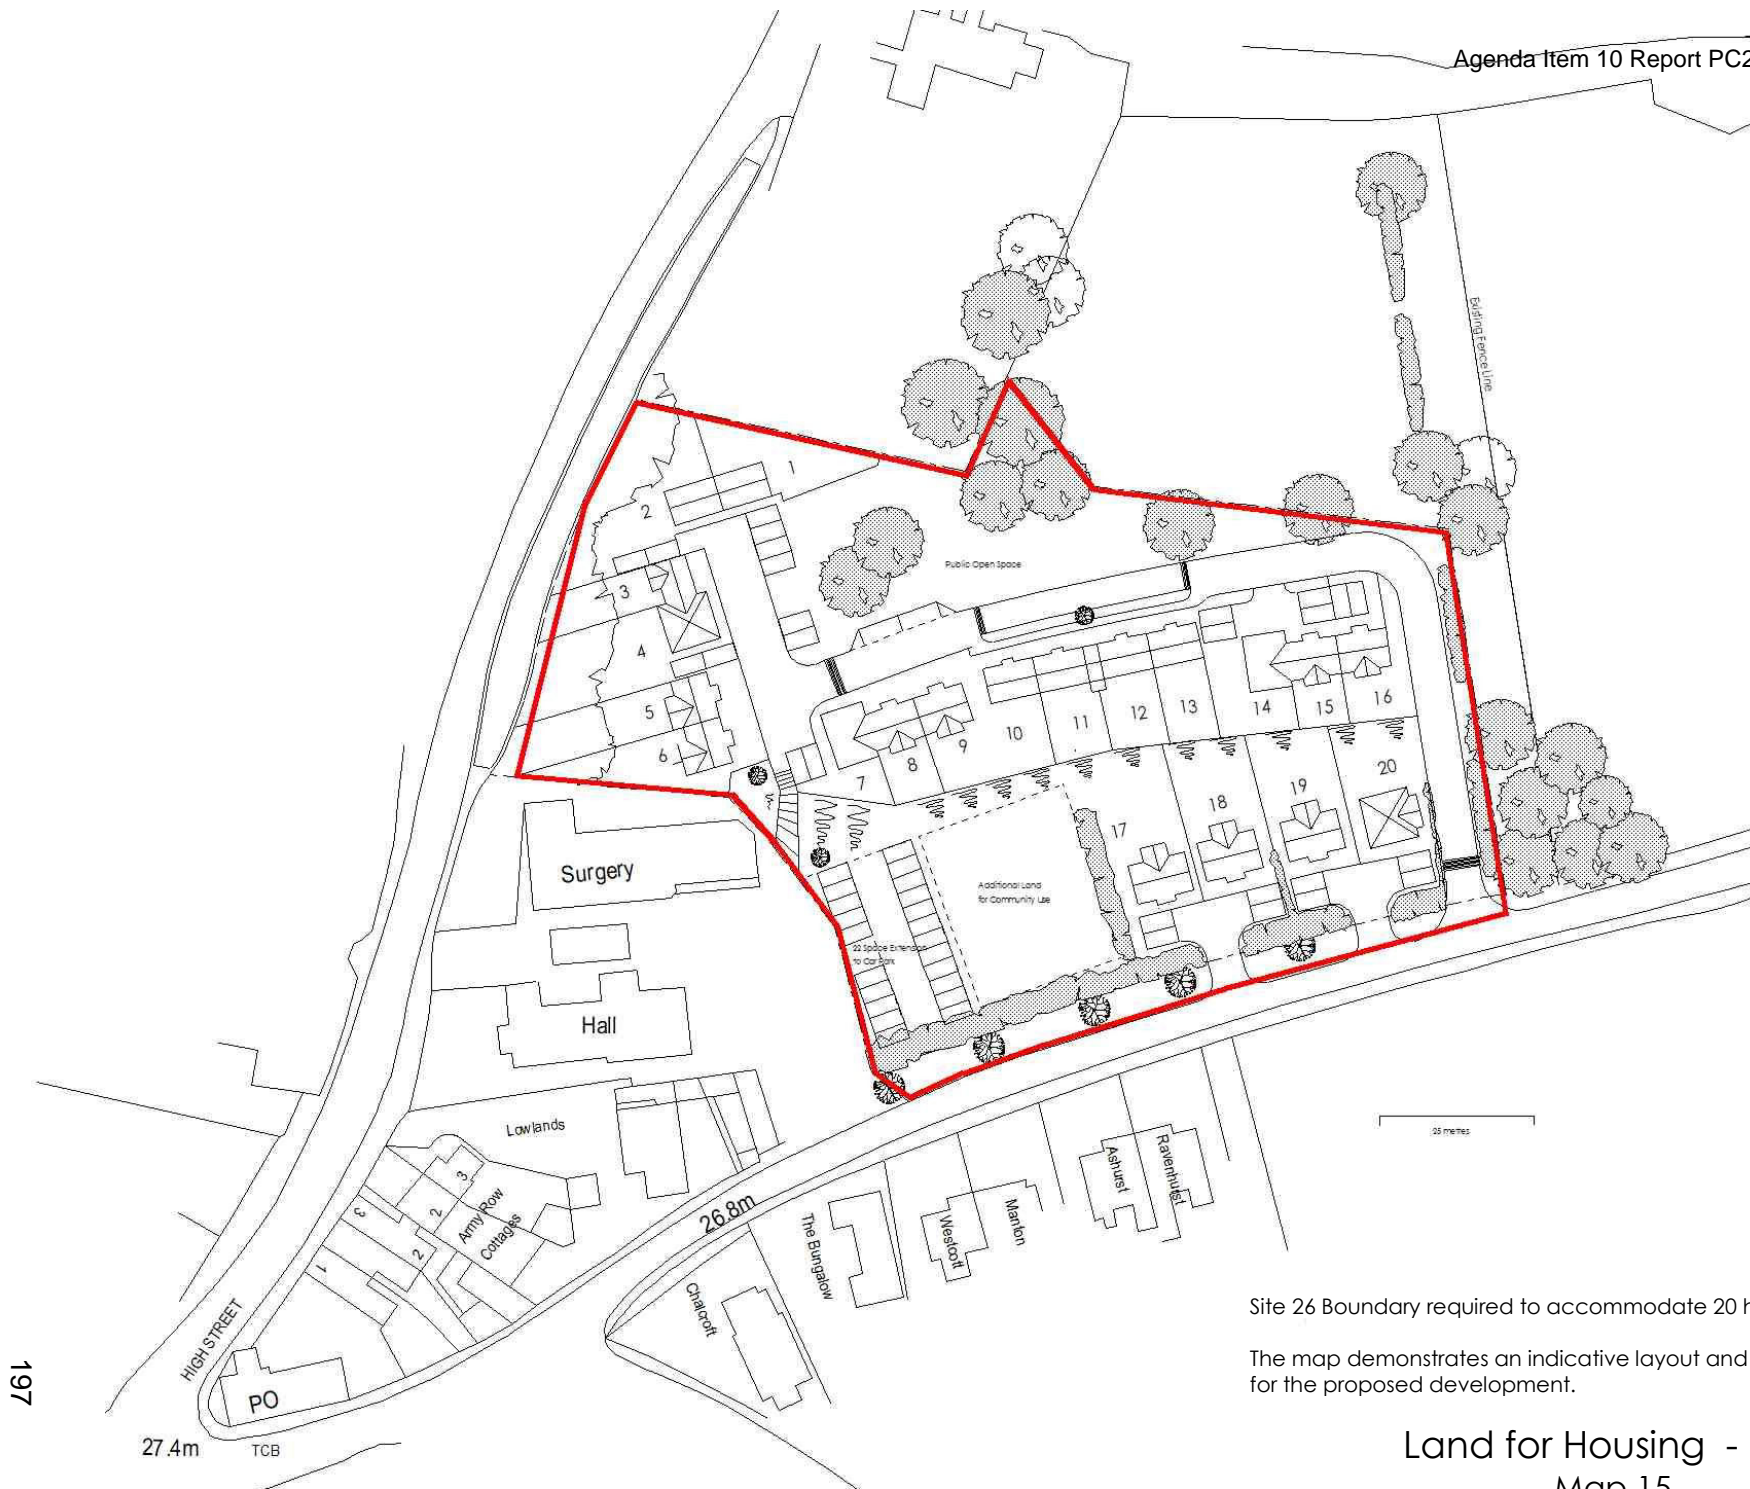 Agenda Item 10 Report PC2
Existing Fence Line
1
2
3
4
5
6
Public Open Space
7
8
9
10
11
12
13
14
15
16
17
18
19
20
Additional Land
for Community Use
22 Space Extension
to Car Park
Surgery
Hall
Lowlands
3
2
Army Row
Cottages
3
2
1
HIGH STREET
PO
27.4m
TCB
26.8m
Chalcroft
The Bungalow
Westcott
Manton
Ashurst
Ravenhurst
25 metres
Site 26 Boundary required to accommodate 20 h
The map demonstrates an indicative layout and
for the proposed development.
Land for Housing -
Map 15
197